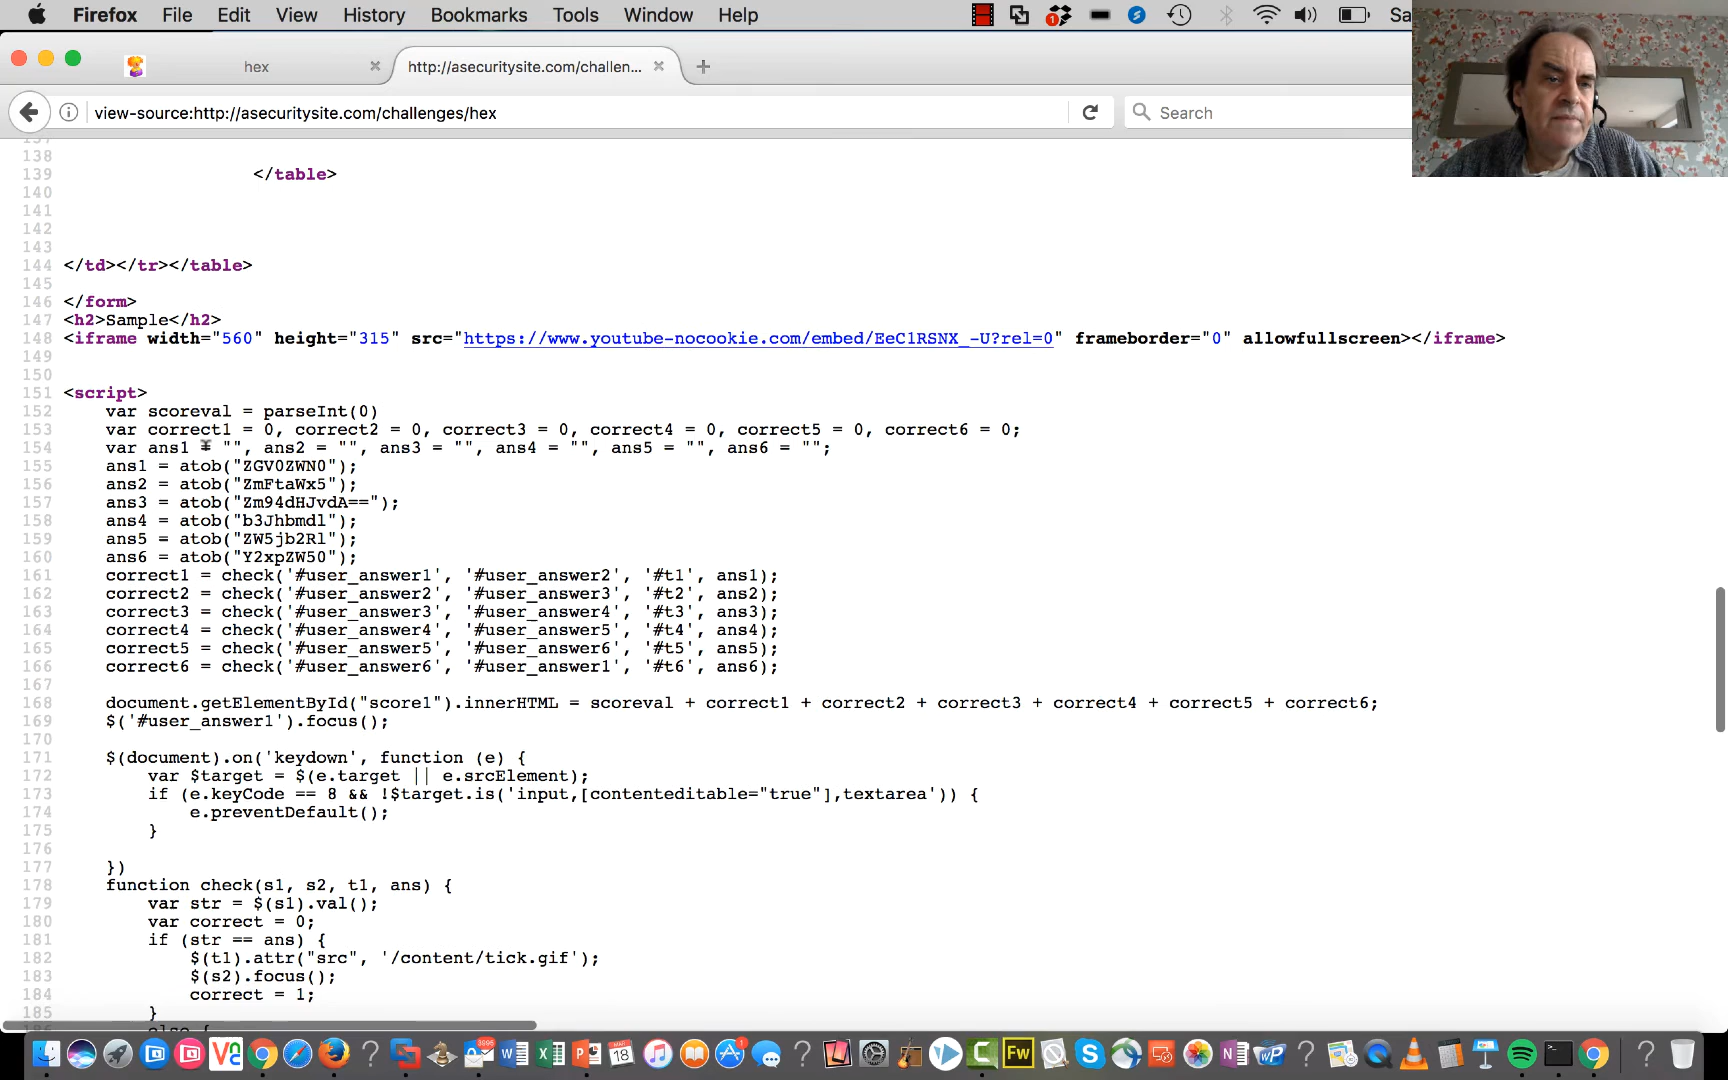 Firefox File Edit View History Bookmarks Tools Window Help Sa
hex
http://asecuritysite.com/challen...
view-source:http://asecuritysite.com/challenges/hex
Search
137
138
139 </table>
140
141
142
143
144 </td></tr></table>
145
146 </form>
147 <h2>Sample</h2>
148 <iframe width="560" height="315" src="https://www.youtube-nocookie.com/embed/EeC1RSNX_-U?rel=0" frameborder="0" allowfullscreen></iframe>
149
150
151 <script>
152 var scoreval = parseInt(0)
153 var correct1 = 0, correct2 = 0, correct3 = 0, correct4 = 0, correct5 = 0, correct6 = 0;
154 var ans1 = "", ans2 = "", ans3 = "", ans4 = "", ans5 = "", ans6 = "";
155 ans1 = atob("ZGV0ZWN0");
156 ans2 = atob("ZmFtaWx5");
157 ans3 = atob("Zm94dHJvdA==");
158 ans4 = atob("b3Jhbmdl");
159 ans5 = atob("ZW5jb2Rl");
160 ans6 = atob("Y2xpZW50");
161 correct1 = check('#user_answer1', '#user_answer2', '#t1', ans1);
162 correct2 = check('#user_answer2', '#user_answer3', '#t2', ans2);
163 correct3 = check('#user_answer3', '#user_answer4', '#t3', ans3);
164 correct4 = check('#user_answer4', '#user_answer5', '#t4', ans4);
165 correct5 = check('#user_answer5', '#user_answer6', '#t5', ans5);
166 correct6 = check('#user_answer6', '#user_answer1', '#t6', ans6);
167
168 document.getElementById("score1").innerHTML = scoreval + correct1 + correct2 + correct3 + correct4 + correct5 + correct6;
169 $('#user_answer1').focus();
170
171 $(document).on('keydown', function (e) {
172 var $target = $(e.target || e.srcElement);
173 if (e.keyCode == 8 && !$target.is('input,[contenteditable="true"],textarea')) {
174 e.preventDefault();
175 }
176
177 })
178 function check(s1, s2, t1, ans) {
179 var str = $(s1).val();
180 var correct = 0;
181 if (str == ans) {
182 $(t1).attr("src", '/content/tick.gif');
183 $(s2).focus();
184 correct = 1;
185 }
186 else {
Fw